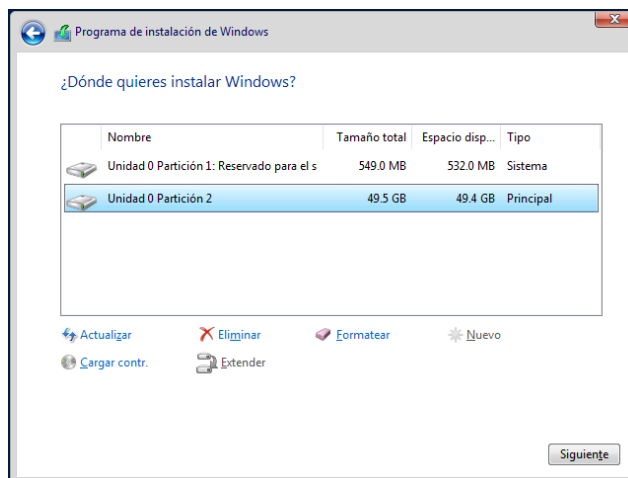 Programa de instalación de Windows
¿Dónde quieres instalar Windows?
Nombre Tamaño total Espacio disp... Tipo
Unidad 0 Partición 1: Reservado para el s 549.0 MB 532.0 MB Sistema
Unidad 0 Partición 2 49.5 GB 49.4 GB Principal
Actualizar Eliminar Formatear Nuevo
Cargar contr. Extender
Siguiente